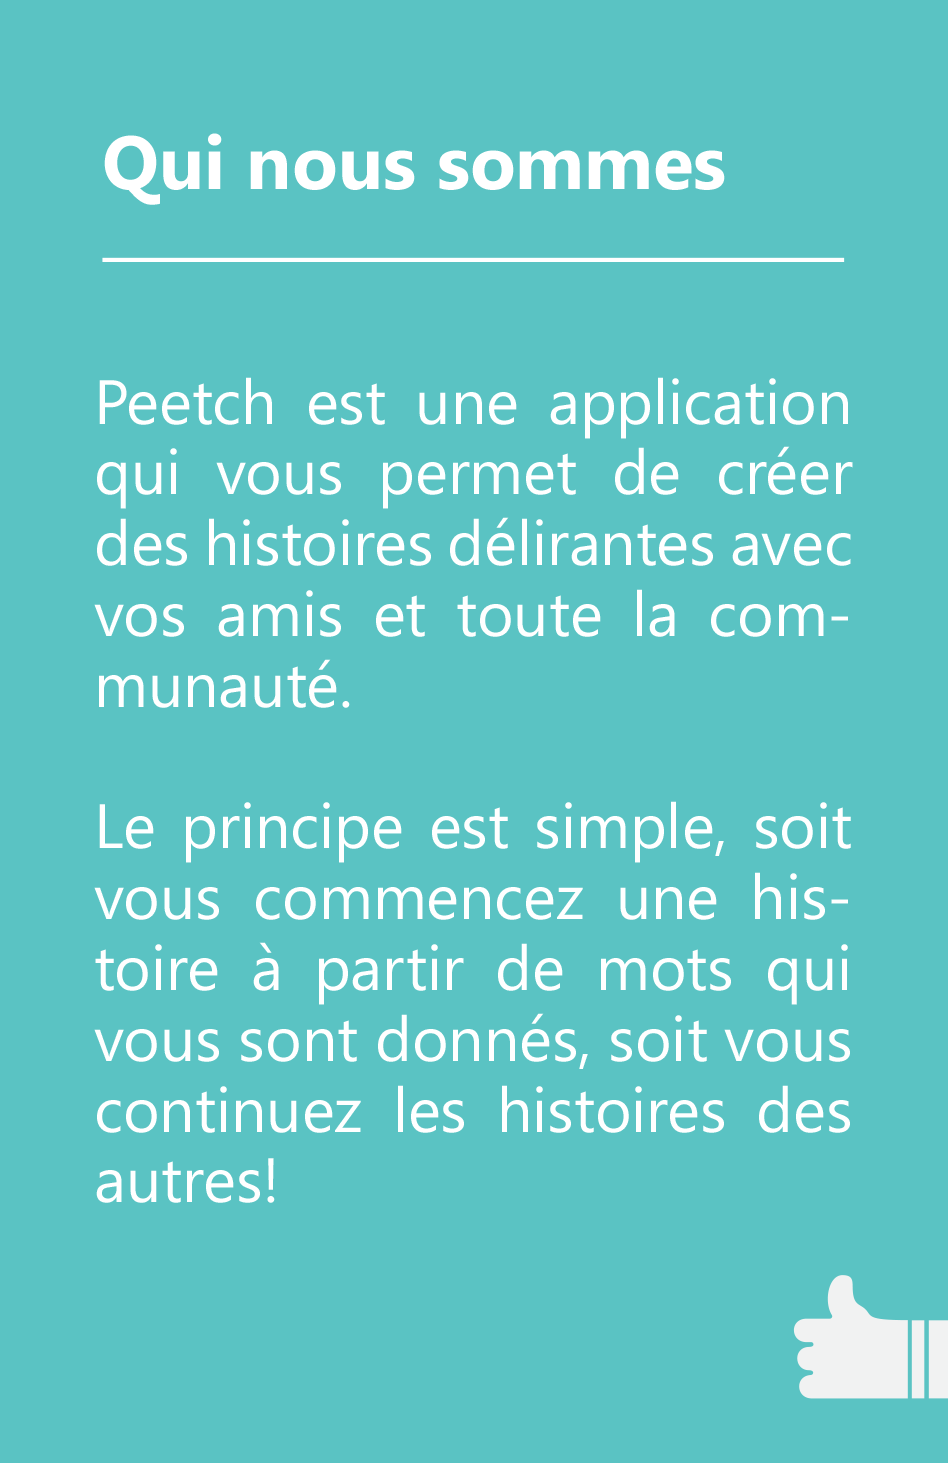 Qui nous sommes
Peetch est une application
qui vous permet de créer
des histoires délirantes avec
vos amis et toute la com-
munauté.
Le principe est simple, soit
vous commencez une his-
toire à partir de mots qui
vous sont donnés, soit vous
continuez les histoires des
autres!